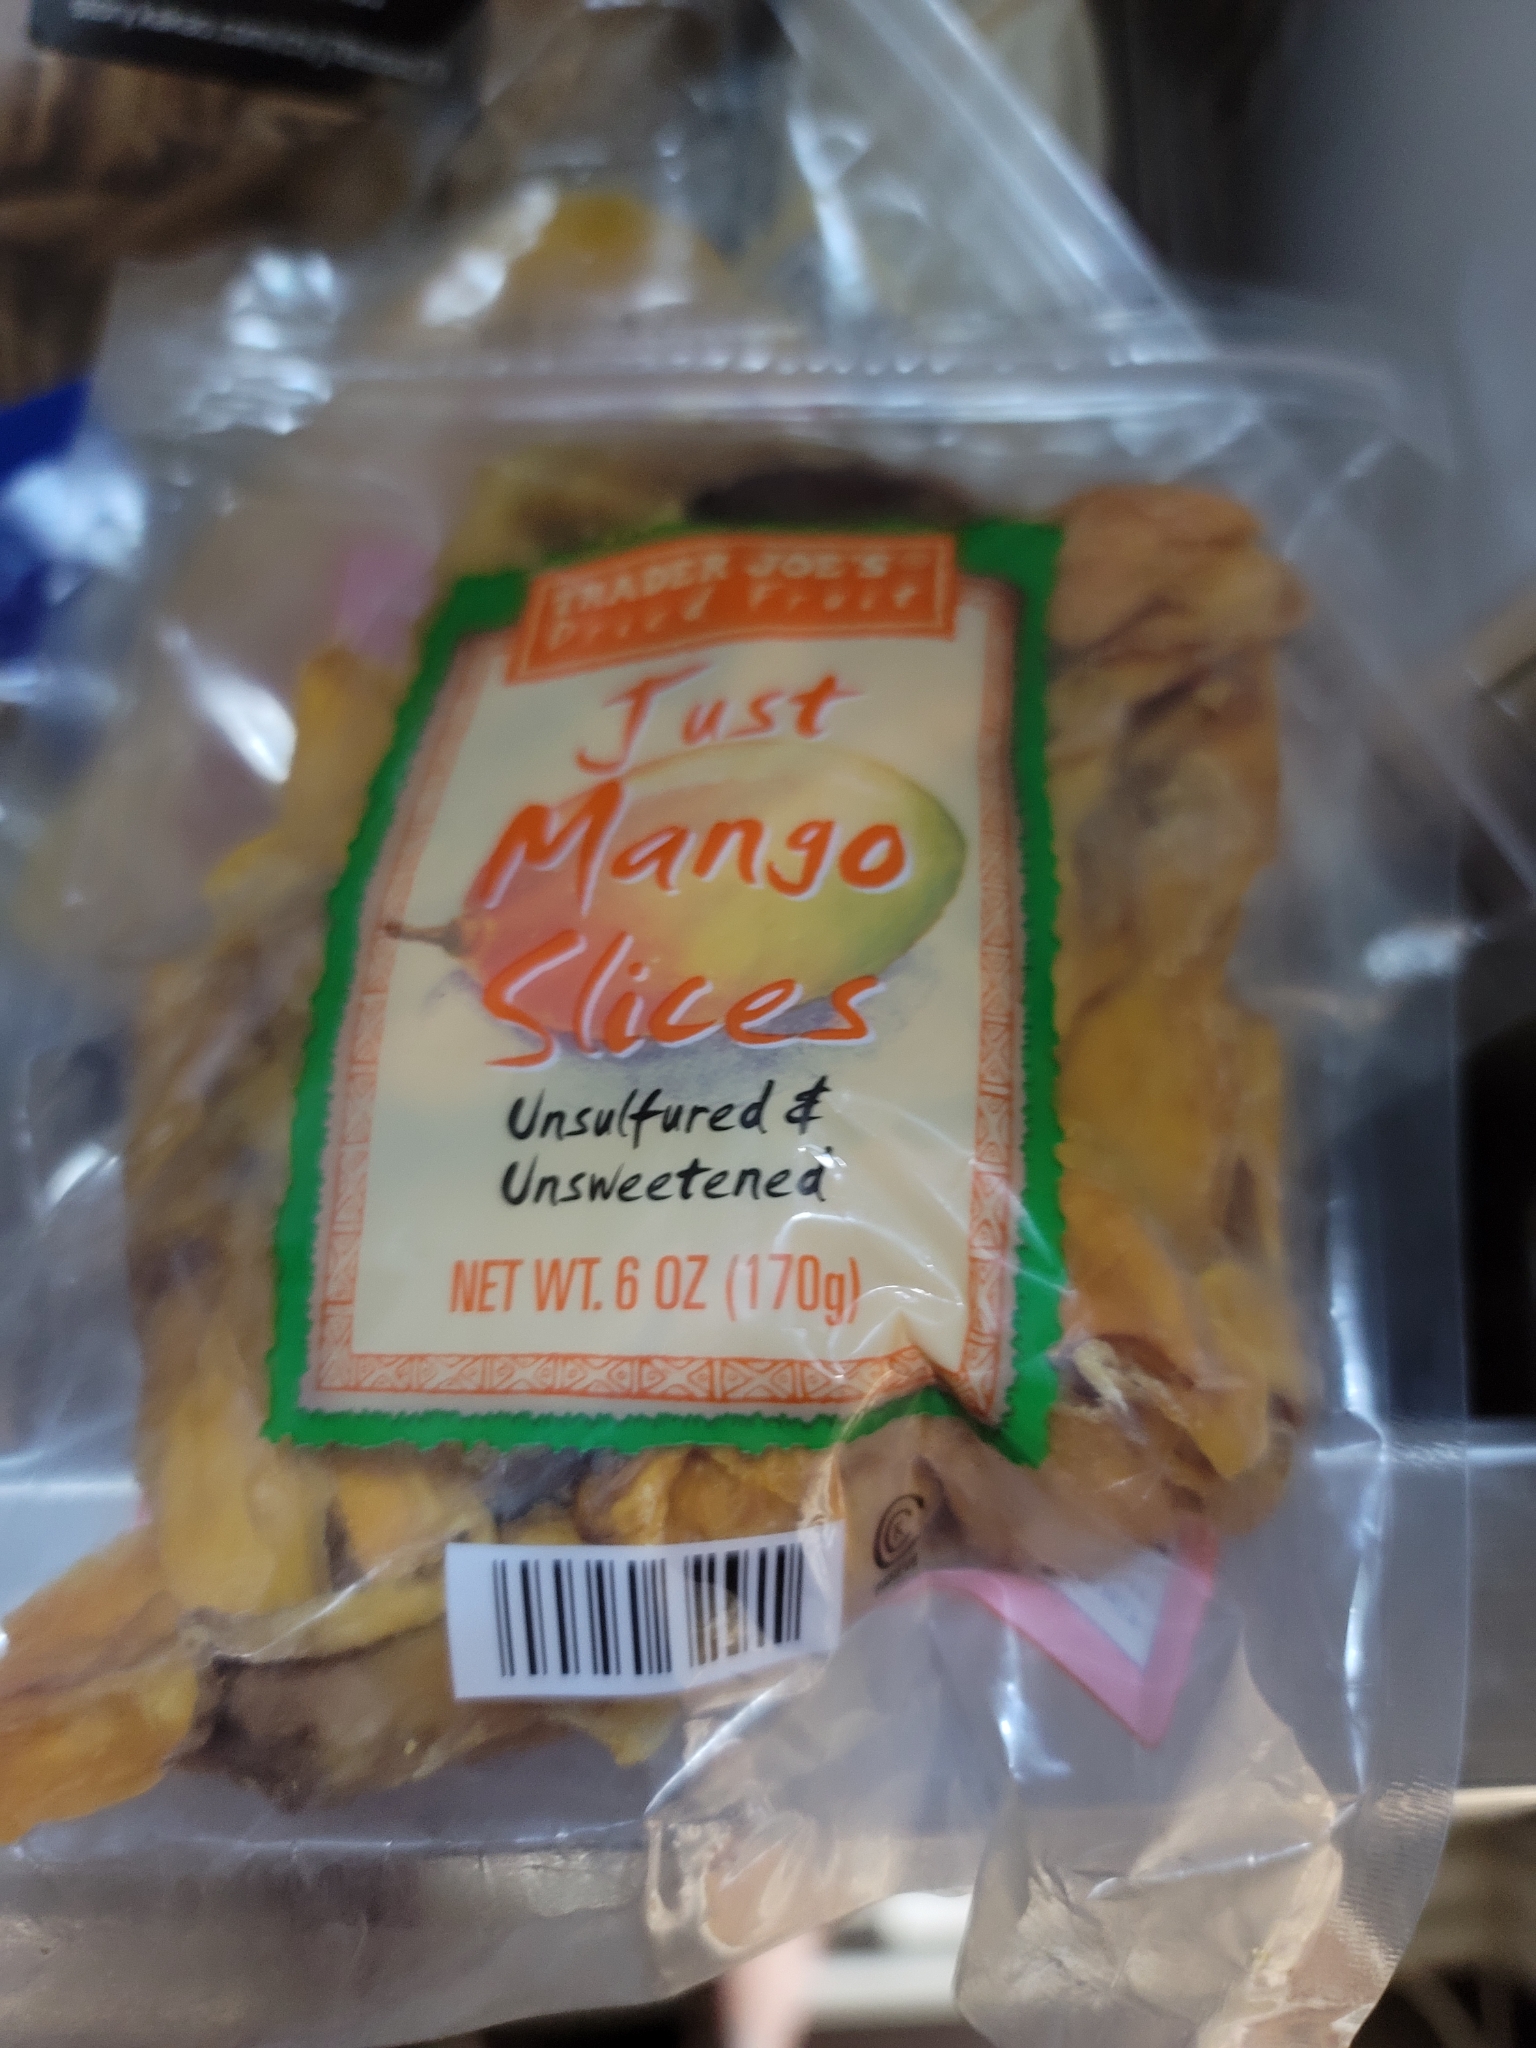 TRADER JOE'S
Dried Fruit
Just
Mango
Slices
Unsulfured &
Unsweetened
NET WT. 6 OZ (170g)
K